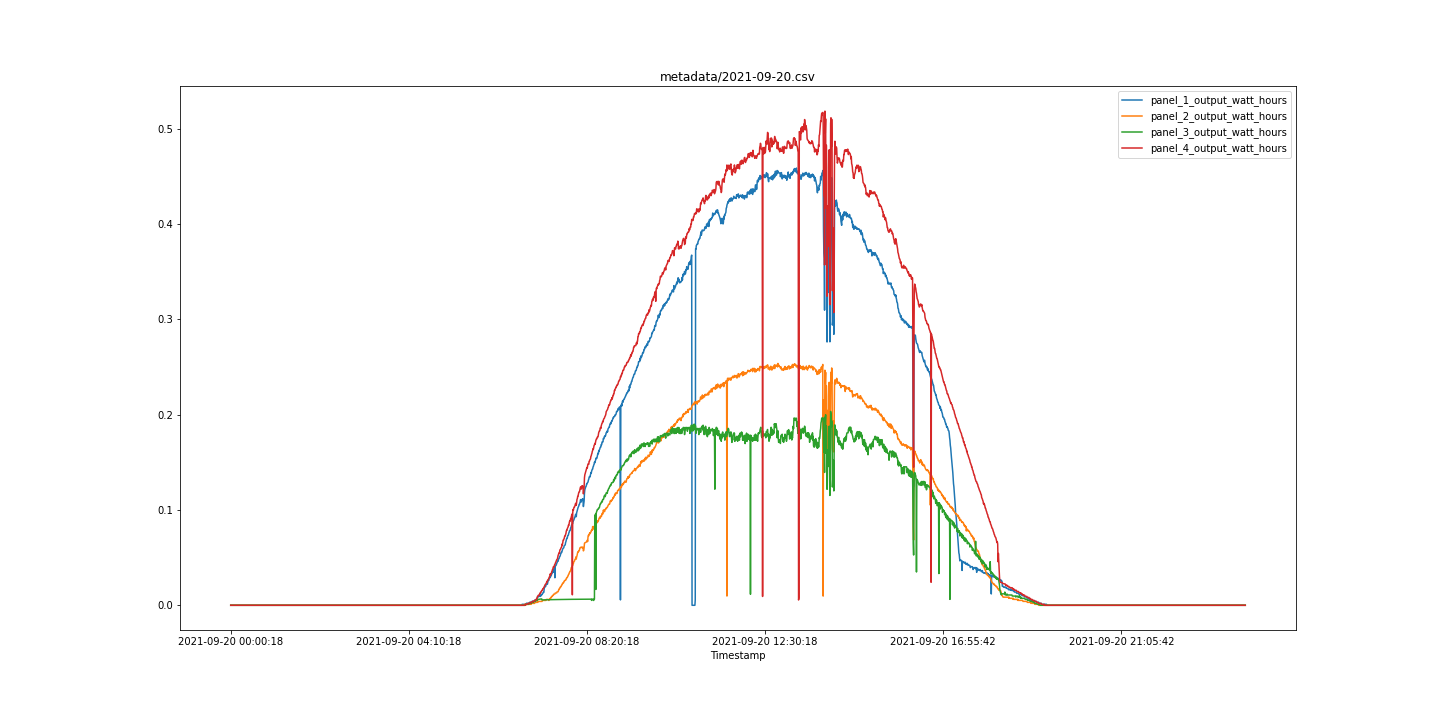 metadata/2021-09-20.csv
panel_1_output_watt_hours
panel_2_output_watt_hours
panel_3_output_watt_hours
panel_4_output_watt_hours
0.5
0.4
0.3
0.2
0.1
0.0
2021-09-20 00:00:18 2021-09-20 04:10:18 2021-09-20 08:20:18 2021-09-20 12:30:18 2021-09-20 16:55:42 2021-09-20 21:05:42
Timestamp